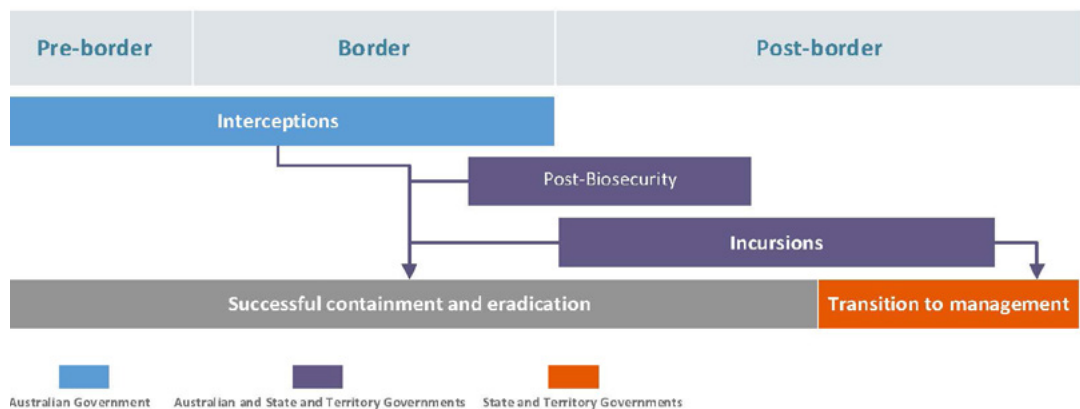 Pre-border
Border
Post-border
Interceptions
Post-Biosecurity
Incursions
Successful containment and eradication
Transition to management
Australian Government
Australian and State and Territory Governments
State and Territory Governments